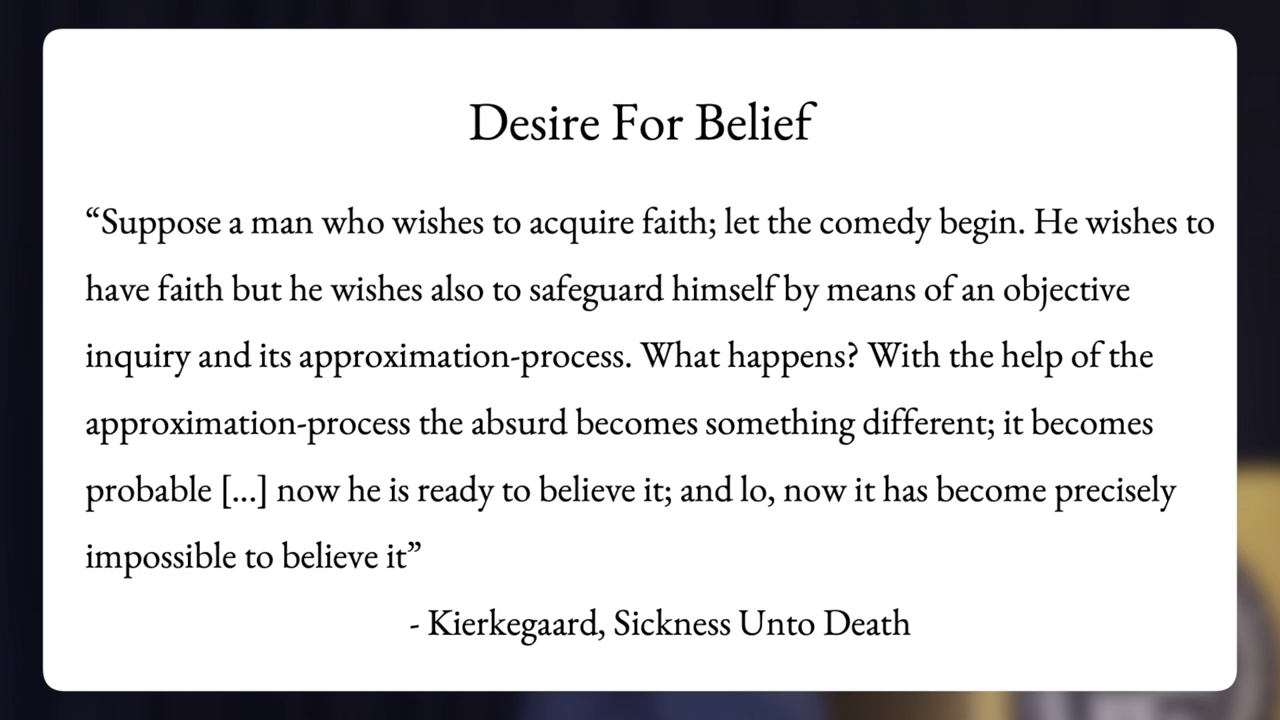 Desire For Belief
“Suppose a man who wishes to acquire faith; let the comedy begin. He wishes to
have faith but he wishes also to safeguard himself by means of an objective
inquiry and its approximation-process. What happens? With the help of the
approximation-process the absurd becomes something different; it becomes
probable [...] now he is ready to believe it; and lo, now it has become precisely
impossible to believe it”
- Kierkegaard, Sickness Unto Death